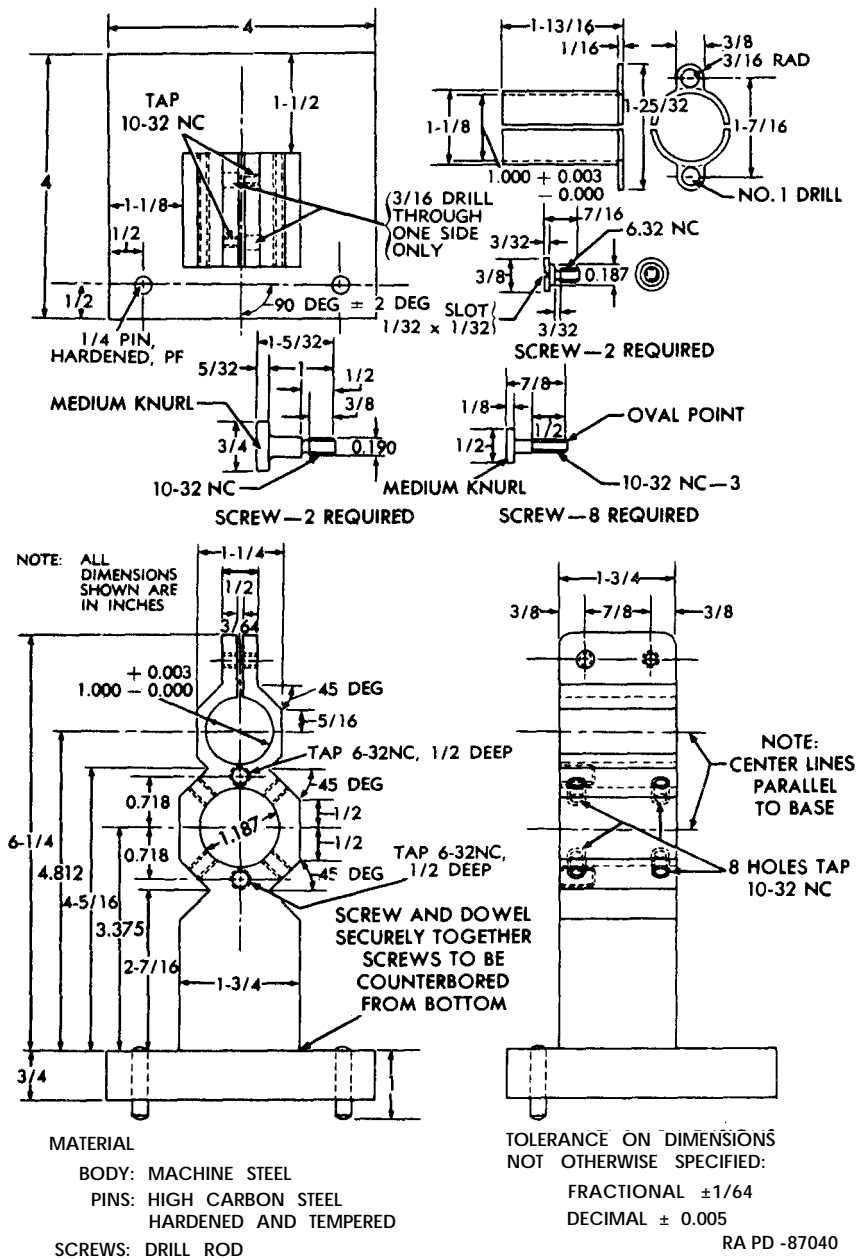 4
4
TAP
10-32 NC
1-1/2
1-1/8
1/2
1/2
3/16 DRILL
THROUGH
ONE SIDE
ONLY
90 DEG ± 2 DEG
1/4 PIN,
HARDENED, PF
1-13/16
1/16
3/8
3/16 RAD
1-25/32
1-1/8
1-7/16
1.000 + 0.003
- 0.000
NO. 1 DRILL
7/16
3/32
6.32 NC
3/8
0.187
SLOT
1/32 x 1/32
3/32
SCREW—2 REQUIRED
1-5/32
5/32
1
1/2
3/8
MEDIUM KNURL
3/4
0.190
10-32 NC
SCREW—2 REQUIRED
7/8
1/8
OVAL POINT
1/2
1/2
MEDIUM KNURL
10-32 NC—3
SCREW—8 REQUIRED
NOTE: ALL
DIMENSIONS
SHOWN ARE
IN INCHES
1-1/4
1/2
3/64
+ 0.003
1.000 - 0.000
45 DEG
5/16
TAP 6-32NC, 1/2 DEEP
45 DEG
0.718
1/2
1.187
1/2
6-1/4
0.718
TAP 6-32NC,
1/2 DEEP
4.812
45 DEG
4-5/16
3.375
2-7/16
SCREW AND DOWEL
SECURELY TOGETHER
SCREWS TO BE
COUNTERBORED
FROM BOTTOM
1-3/4
3/4
1-3/4
3/8
7/8
3/8
NOTE:
CENTER LINES
PARALLEL
TO BASE
8 HOLES TAP
10-32 NC
MATERIAL
BODY: MACHINE STEEL
PINS: HIGH CARBON STEEL
HARDENED AND TEMPERED
SCREWS: DRILL ROD
TOLERANCE ON DIMENSIONS
NOT OTHERWISE SPECIFIED:
FRACTIONAL ±1/64
DECIMAL ± 0.005
RA PD -87040